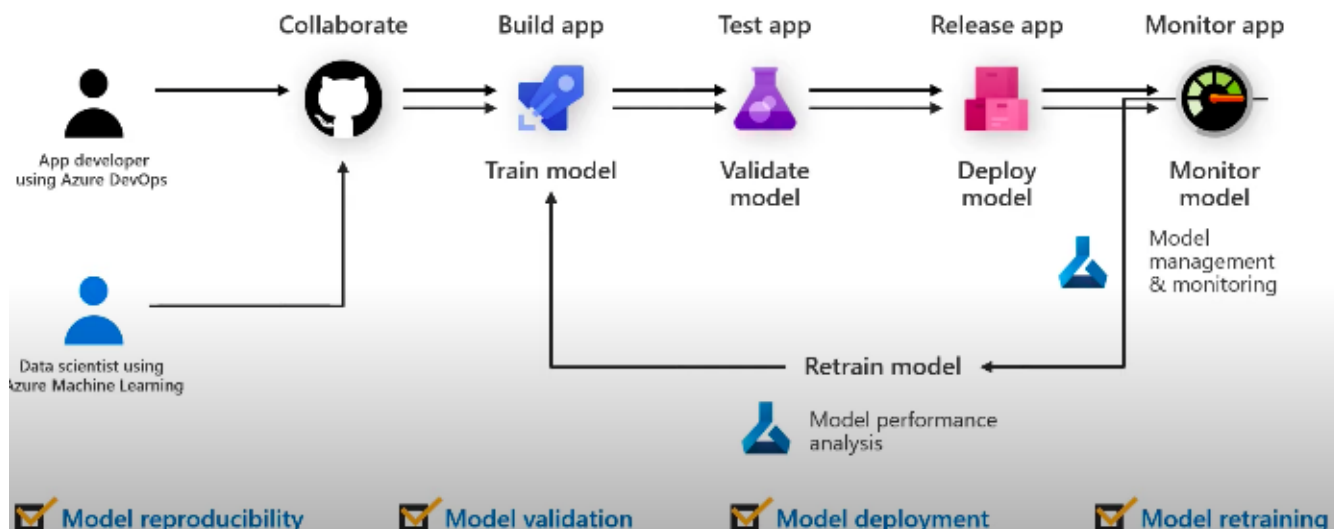 Collaborate
Build app
Test app
Release app
Monitor app
App developer
using Azure DevOps
Train model
Validate
model
Deploy
model
Monitor
model
Model
management
& monitoring
Data scientist using
Azure Machine Learning
Retrain model
Model performance
analysis
Model reproducibility
Model validation
Model deployment
Model retraining